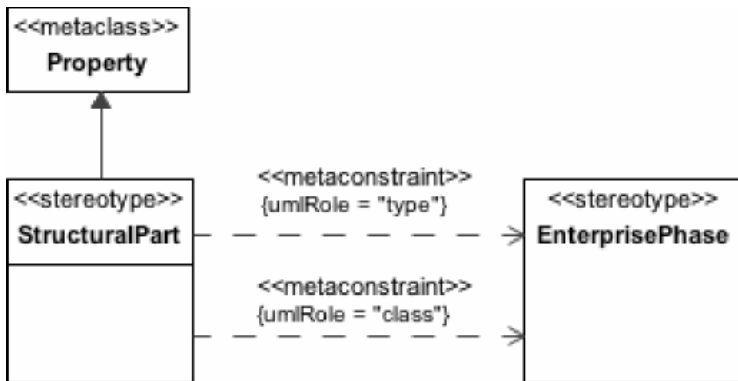 <<metaclass>>
Property
<<stereotype>>
StructuralPart
<<metaconstraint>>
{umlRole = "type"}
<<metaconstraint>>
{umlRole = "class"}
<<stereotype>>
EnterprisePhase